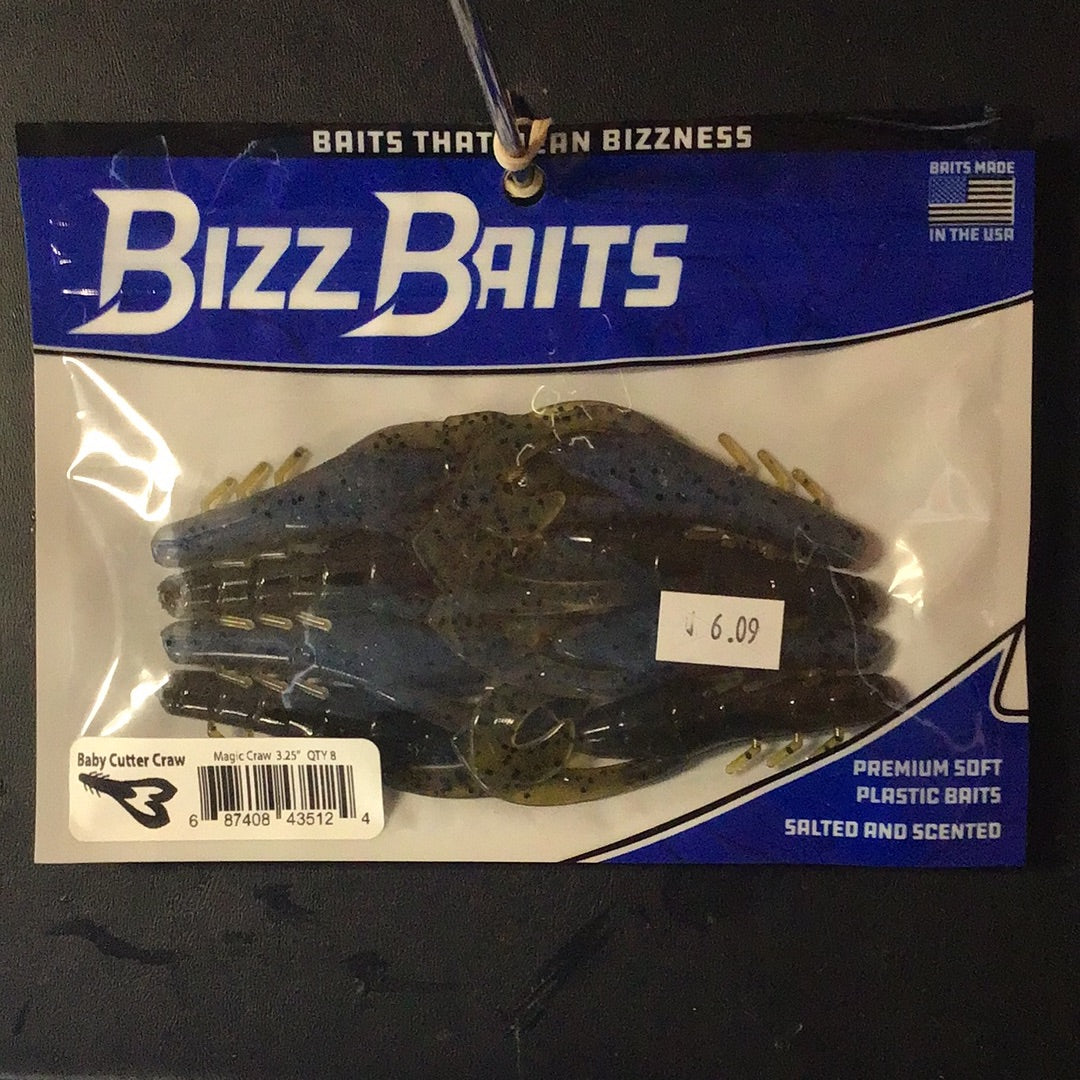 BAITS THAT MEAN BIZZNESS
BAITS MADE
IN THE USA
BIZZ BAITS
6.09
Baby Cutter Craw
Magic Craw 3.25" QTY 8
6 87408 43512 4
PREMIUM SOFT
PLASTIC BAITS
SALTED AND SCENTED